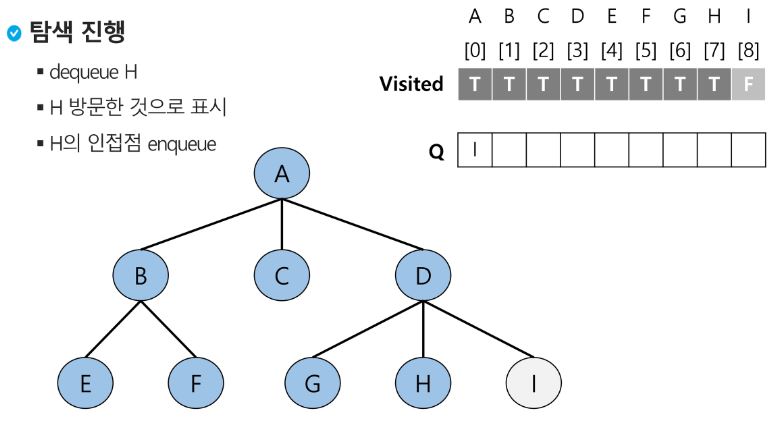 탐색 진행
▪ dequeue H
▪ H 방문한 것으로 표시
▪ H의 인접점 enqueue
A B C D E F G H I
[0] [1] [2] [3] [4] [5] [6] [7] [8]
Visited T T T T T T T T F
Q I
A
B C D
E F G H I